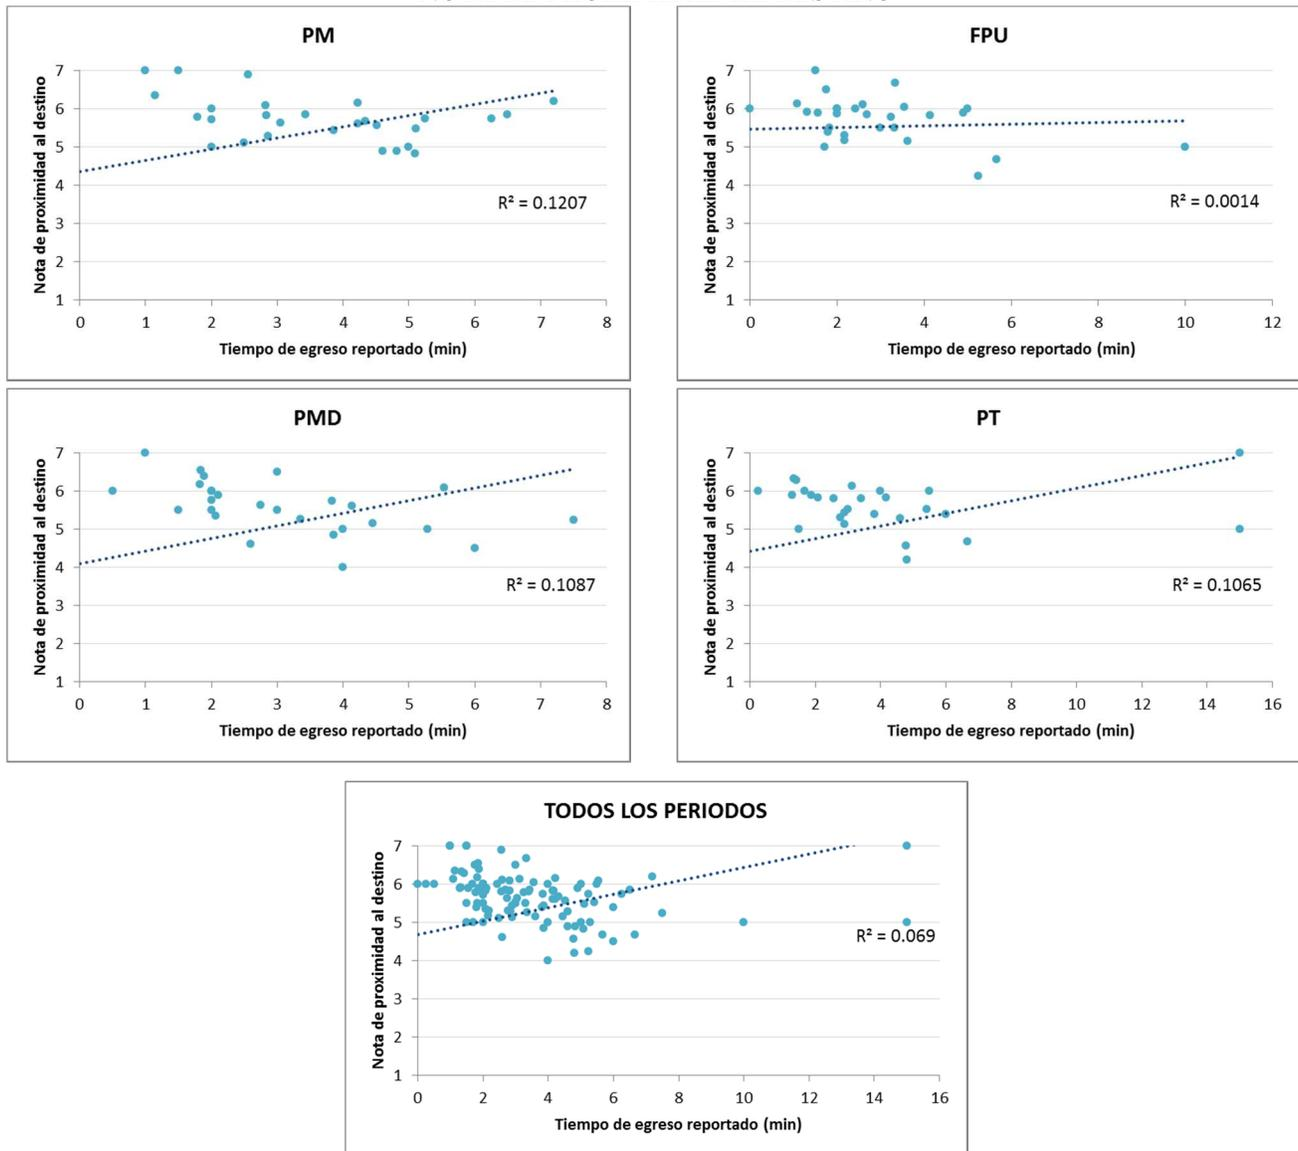 PM
7
6
5
4
3
2
1
0 1 2 3 4 5 6 7 8
Nota de proximidad al destino
Tiempo de egreso reportado (min)
R² = 0.1207
FPU
7
6
5
4
3
2
1
0 2 4 6 8 10 12
Nota de proximidad al destino
Tiempo de egreso reportado (min)
R² = 0.0014
PMD
7
6
5
4
3
2
1
0 1 2 3 4 5 6 7 8
Nota de proximidad al destino
Tiempo de egreso reportado (min)
R² = 0.1087
PT
7
6
5
4
3
2
1
0 2 4 6 8 10 12 14 16
Nota de proximidad al destino
Tiempo de egreso reportado (min)
R² = 0.1065
TODOS LOS PERIODOS
7
6
5
4
3
2
1
0 2 4 6 8 10 12 14 16
Nota de proximidad al destino
Tiempo de egreso reportado (min)
R² = 0.069